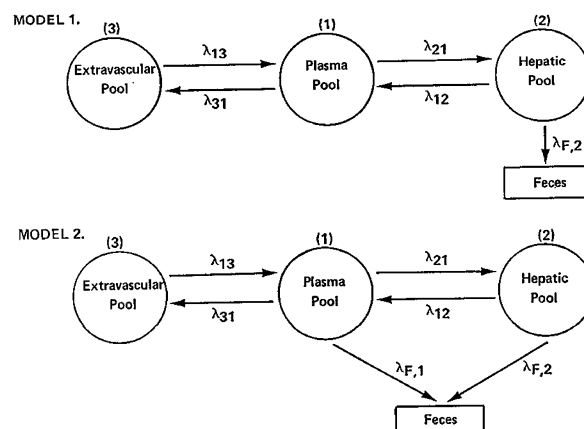 MODEL 1.
(3)
(1)
(2)
Extravascular
Pool
λ13
λ31
Plasma
Pool
λ21
λ12
Hepatic
Pool
λF,2
Feces
MODEL 2.
(3)
(1)
(2)
Extravascular
Pool
λ13
λ31
Plasma
Pool
λ21
λ12
Hepatic
Pool
λF,1
λF,2
Feces